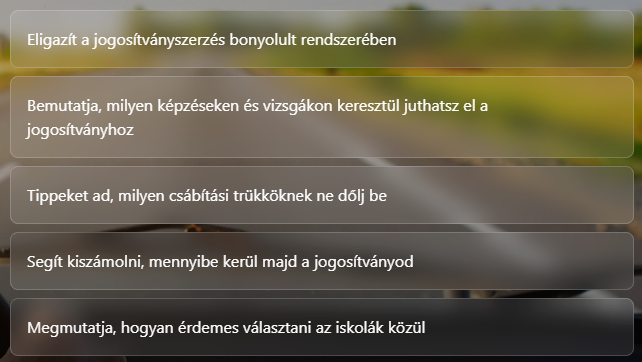 Eligazít a jogosítványszerzés bonyolult rendszerében
Bemutatja, milyen képzéseken és vizsgákon keresztül juthatsz el a
jogosítványhoz
Tippeket ad, milyen csábítási trükköknek ne dőlj be
Segít kiszámolni, mennyibe kerül majd a jogosítványod
Megmutatja, hogyan érdemes választani az iskolák közül